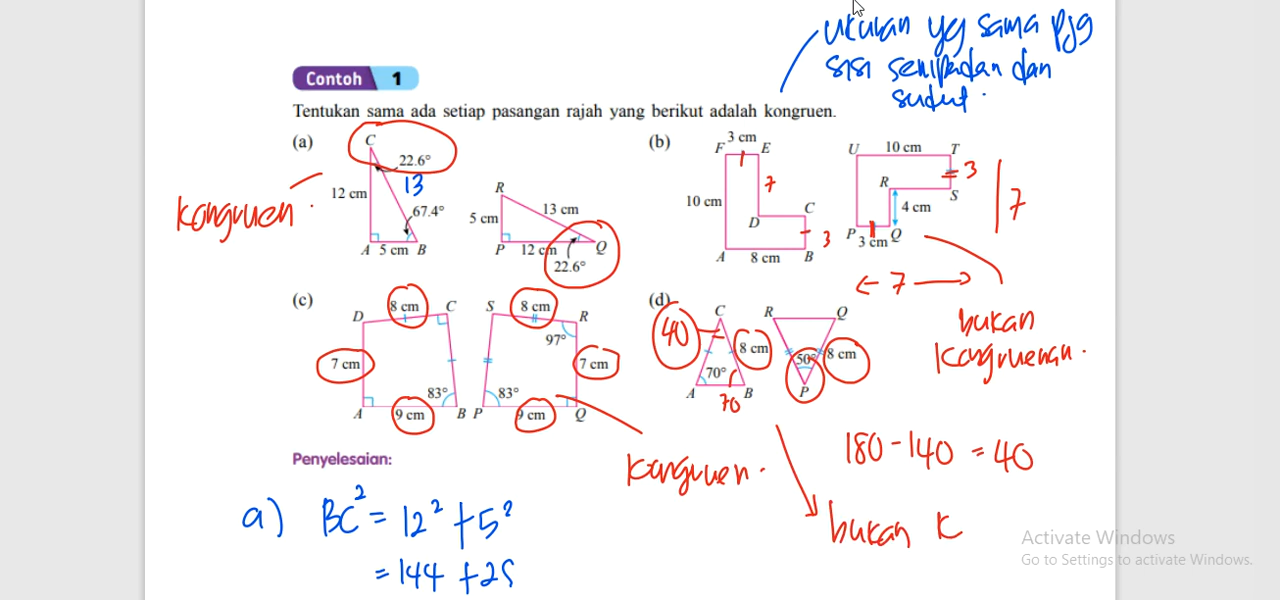 ukuran yg sama pjg
sisi sepadan dan
sudut.
Contoh 1
Tentukan sama ada setiap pasangan rajah yang berikut adalah kongruen.
(a)
C
22.6°
12 cm
13
67.4°
A 5 cm B
kongruen.
R
5 cm
13 cm
P 12 cm Q
22.6°
(b)
3 cm
F E
10 cm
7
D
C
3
A 8 cm B
U 10 cm T
3
R
S
4 cm
7
P 3 cm Q
← 7 →
bukan
kongruenan.
(c)
D 8 cm C
7 cm
83°
A 9 cm B
S 8 cm R
97°
7 cm
83°
P 9 cm Q
kongruen.
(d)
C
40
8 cm
70°
A B
70
R Q
50°
8 cm
P
180 - 140 = 40
bukan K
Penyelesaian:
a) BC² = 12² + 5²
= 144 + 25
Activate Windows
Go to Settings to activate Windows.